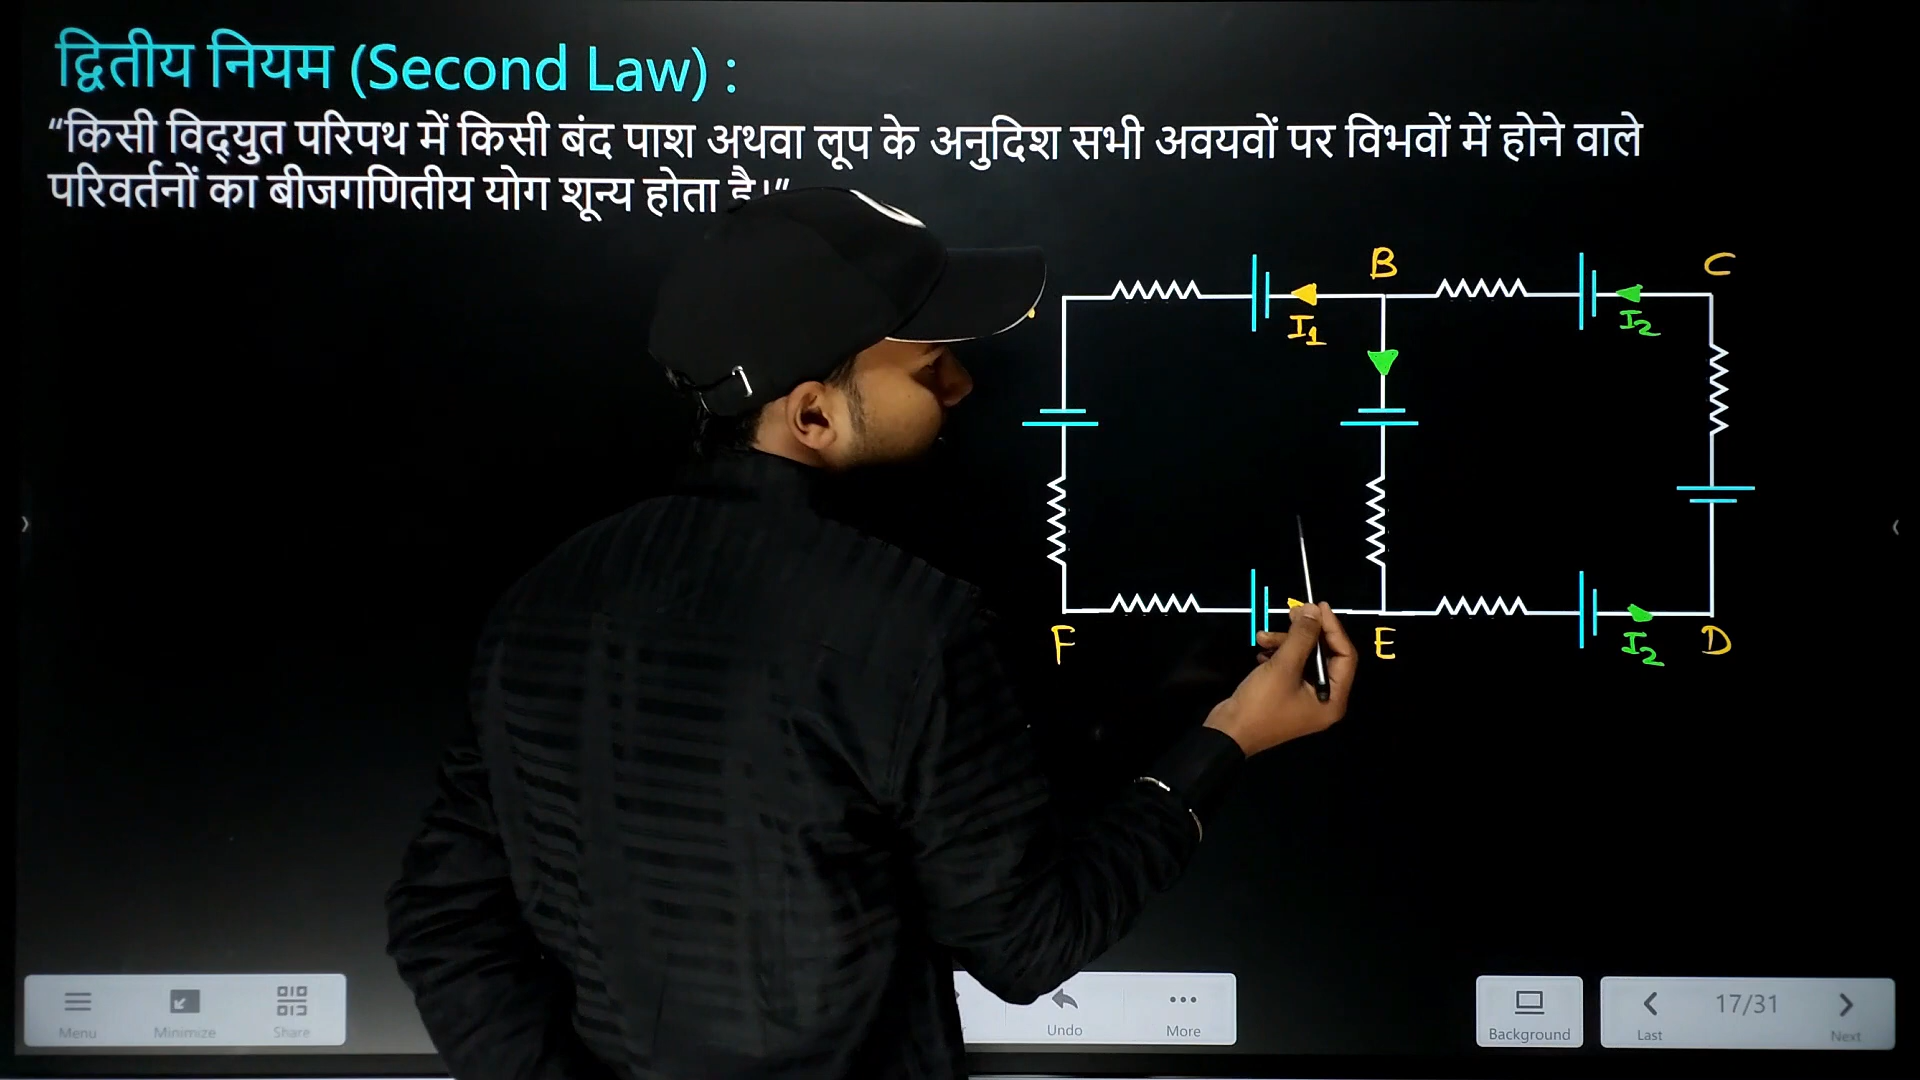 द्वितीय नियम (Second Law) :
“किसी विद्युत परिपथ में किसी बंद पाश अथवा लूप के अनुदिश सभी अवयवों पर विभवों में होने वाले
परिवर्तनों का बीजगणितीय योग शून्य होता है।”
B C
I1 I2
F E I2 D
Menu Minimize Share Undo More Background Last 17/31 Next